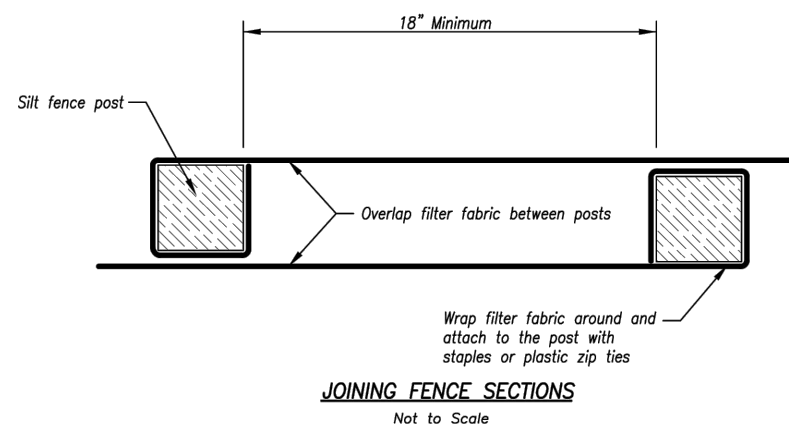 18" Minimum
Silt fence post
Overlap filter fabric between posts
Wrap filter fabric around and
attach to the post with
staples or plastic zip ties
JOINING FENCE SECTIONS
Not to Scale